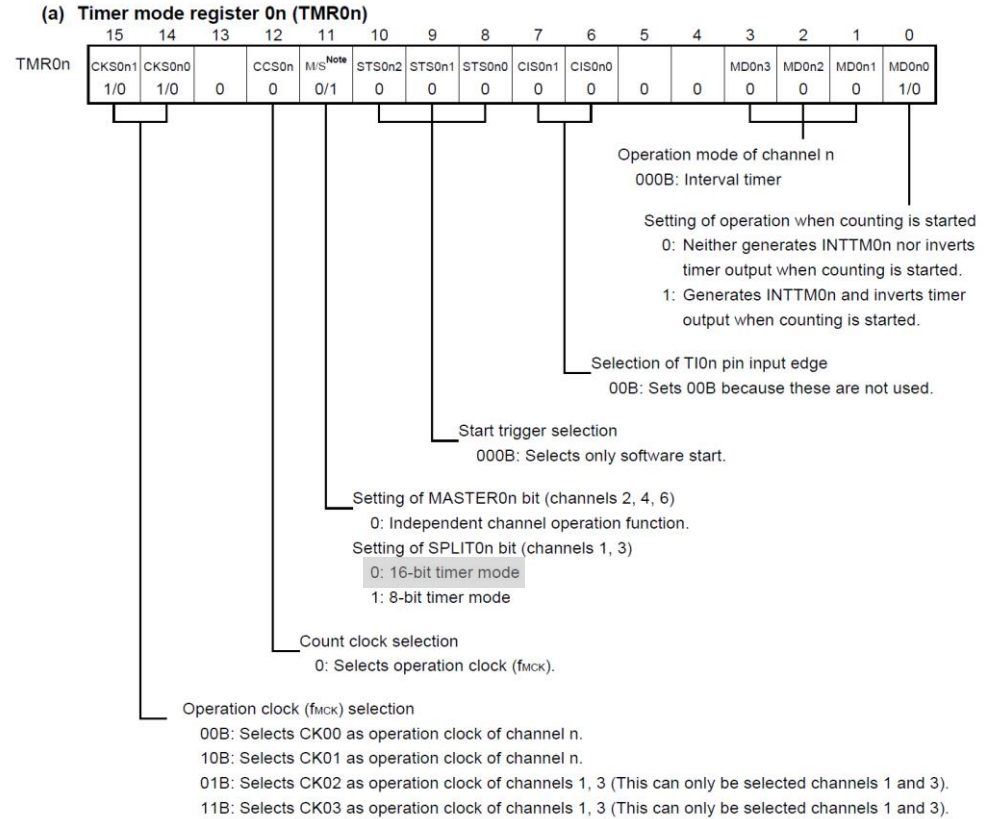 (a) Timer mode register 0n (TMR0n)
15 14 13 12 11 10 9 8 7 6 5 4 3 2 1 0
TMR0n
CKS0n1 CKS0n0 CCS0n M/S Note STS0n2 STS0n1 STS0n0 CIS0n1 CIS0n0 MD0n3 MD0n2 MD0n1 MD0n0
1/0 1/0 0 0 0/1 0 0 0 0 0 0 0 0 0 0 1/0
Operation mode of channel n
000B: Interval timer
Setting of operation when counting is started
0: Neither generates INTTM0n nor inverts
timer output when counting is started.
1: Generates INTTM0n and inverts timer
output when counting is started.
Selection of TI0n pin input edge
00B: Sets 00B because these are not used.
Start trigger selection
000B: Selects only software start.
Setting of MASTER0n bit (channels 2, 4, 6)
0: Independent channel operation function.
Setting of SPLIT0n bit (channels 1, 3)
0: 16-bit timer mode
1: 8-bit timer mode
Count clock selection
0: Selects operation clock (fMCK).
Operation clock (fMCK) selection
00B: Selects CK00 as operation clock of channel n.
10B: Selects CK01 as operation clock of channel n.
01B: Selects CK02 as operation clock of channels 1, 3 (This can only be selected channels 1 and 3).
11B: Selects CK03 as operation clock of channels 1, 3 (This can only be selected channels 1 and 3).